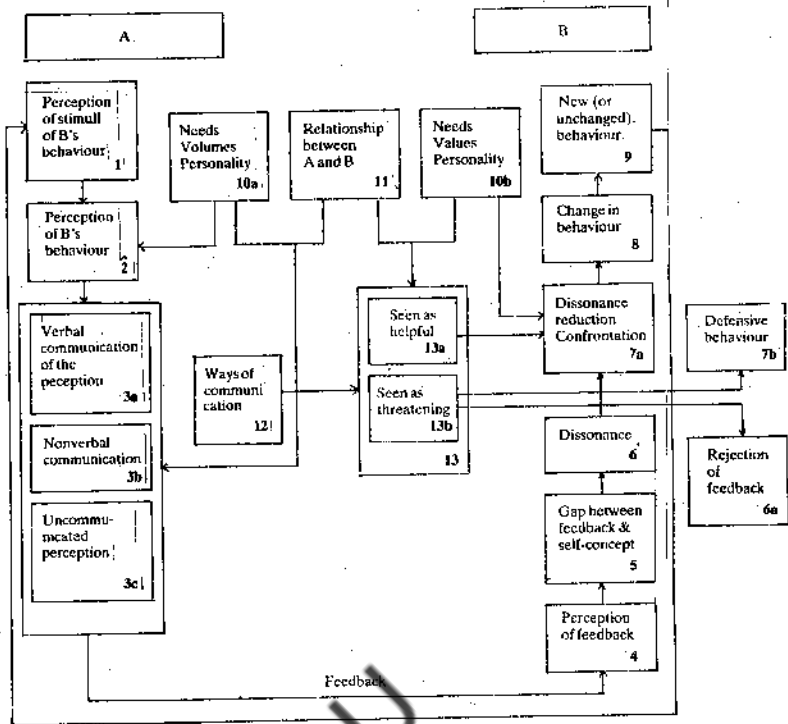 A
B
Perception
of stimuli
of B's
behaviour
1
Needs
Volumes
Personality
10a
Relationship
between
A and B
11
Needs
Values
Personality
10b
New (or
unchanged).
behaviour.
9
Perception
of B's
behaviour
2
Change in
behaviour
8
Verbal
communication
of the
peception
3a
Nonverbal
communication
3b
Uncommu-
nicated
perception
3c
Ways of
communi
cation
12
Seen as
helpful
13a
Seen as
threatening
13b
13
Dissonance
reduction
Confrontation
7a
Defensive
behaviour
7b
Dissonance
6
Rejection
of
feedback
6a
Gap between
feedback &
self-concept
5
Perception
of feedback
4
Feedback
U